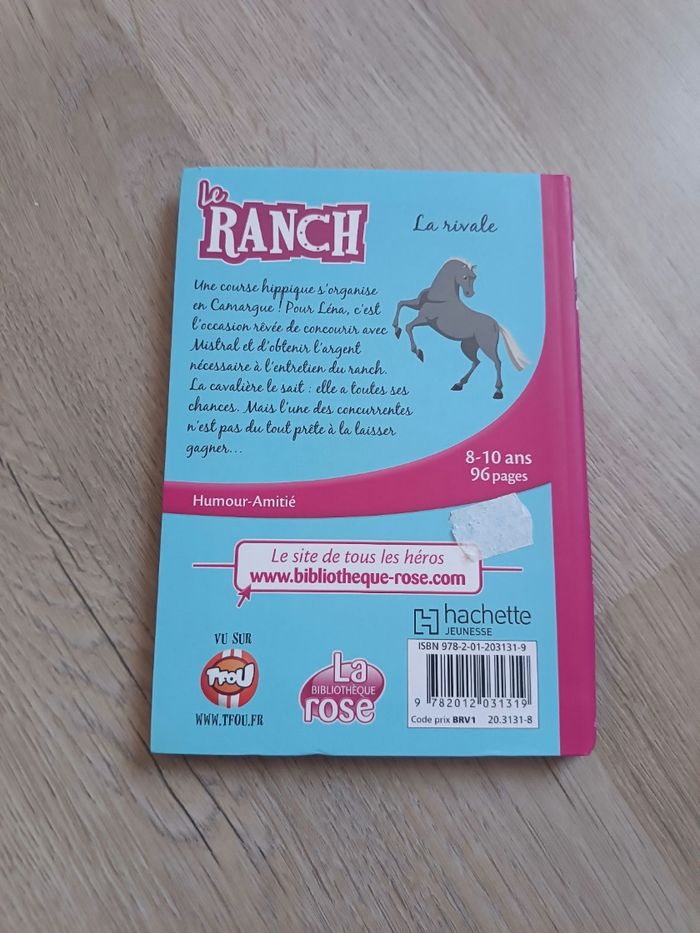 Le
RANCH
La rivale
Une course hippique s'organise
en Camargue ! Pour Léna, c'est
l'occasion rêvée de concourir avec
Mistral et d'obtenir l'argent
nécessaire à l'entretien du ranch.
La cavalière le sait : elle a toutes ses
chances. Mais l'une des concurrentes
n'est pas du tout prête à la laisser
gagner...
8-10 ans
96 pages
Humour-Amitié
Le site de tous les héros
www.bibliotheque-rose.com
hachette
JEUNESSE
VU SUR
TFOU
WWW.TFOU.FR
La
BIBLIOTHÈQUE
rose
ISBN 978-2-01-203131-9
9 782012 031319
Code prix BRV1 20.3131-8